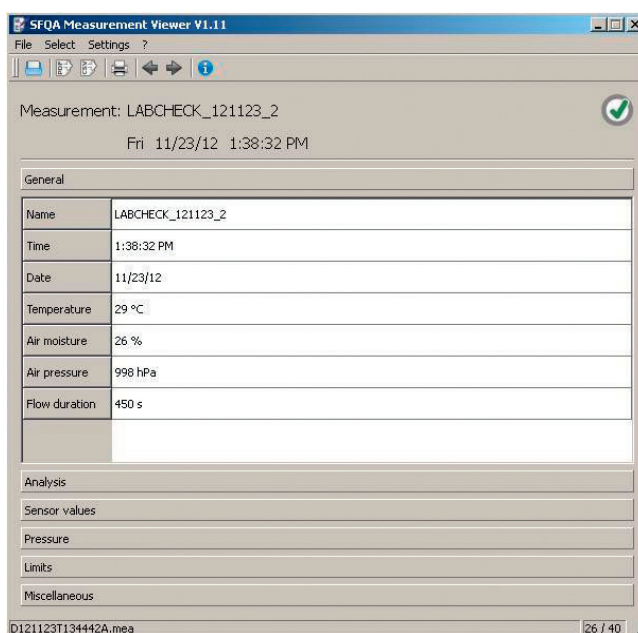 SFQA Measurement Viewer V1.11
File Select Settings ?
Measurement: LABCHECK_121123_2
Fri 11/23/12 1:38:32 PM
General
Name LABCHECK_121123_2
Time 1:38:32 PM
Date 11/23/12
Temperature 29 °C
Air moisture 26 %
Air pressure 998 hPa
Flow duration 450 s
Analysis
Sensor values
Pressure
Limits
Miscellaneous
D121123T134442A.mea 26 / 40